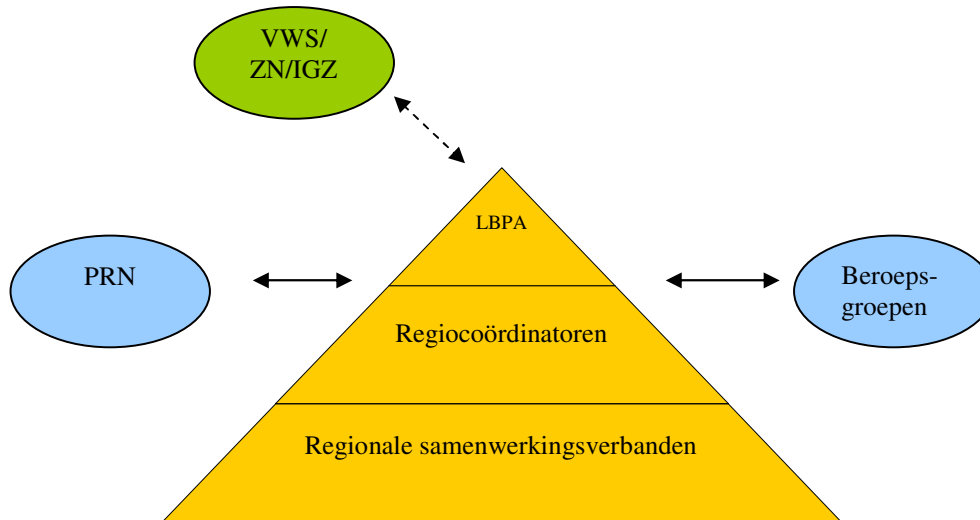 VWS/
ZN/IGZ
LBPA
PRN
Beroeps-
groepen
Regiocoördinatoren
Regionale samenwerkingsverbanden